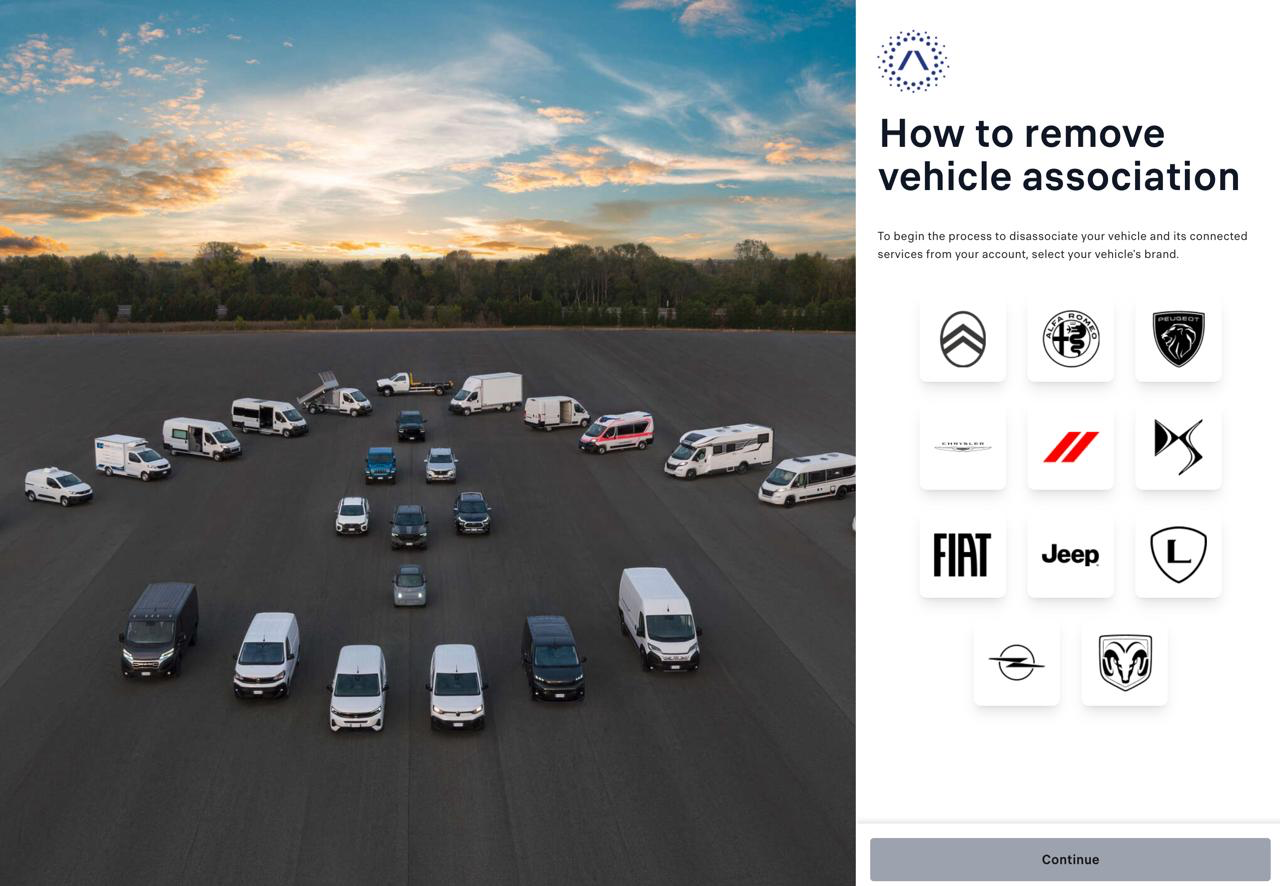 How to remove
vehicle association
To begin the process to disassociate your vehicle and its connected
services from your account, select your vehicle's brand.
ALFA ROMEO
PEUGEOT
CHRYSLER
FIAT
Jeep
L
Continue